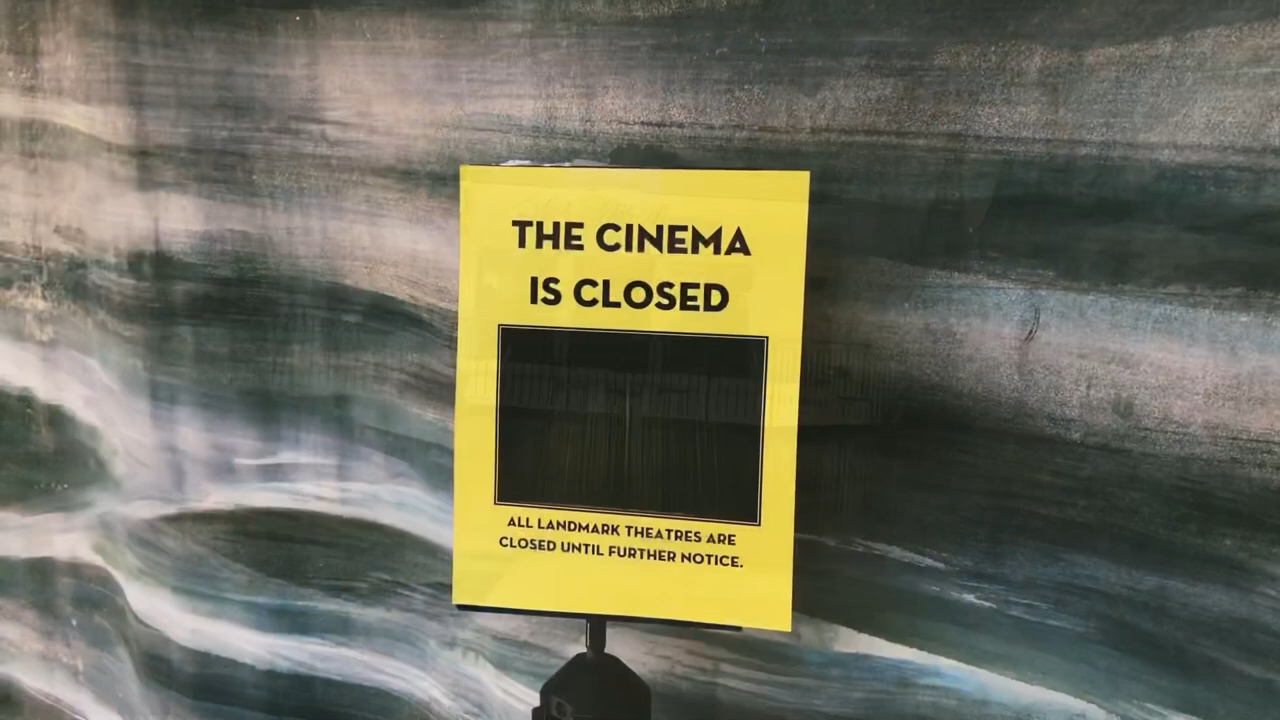 THE CINEMA
IS CLOSED
ALL LANDMARK THEATRES ARE
CLOSED UNTIL FURTHER NOTICE.